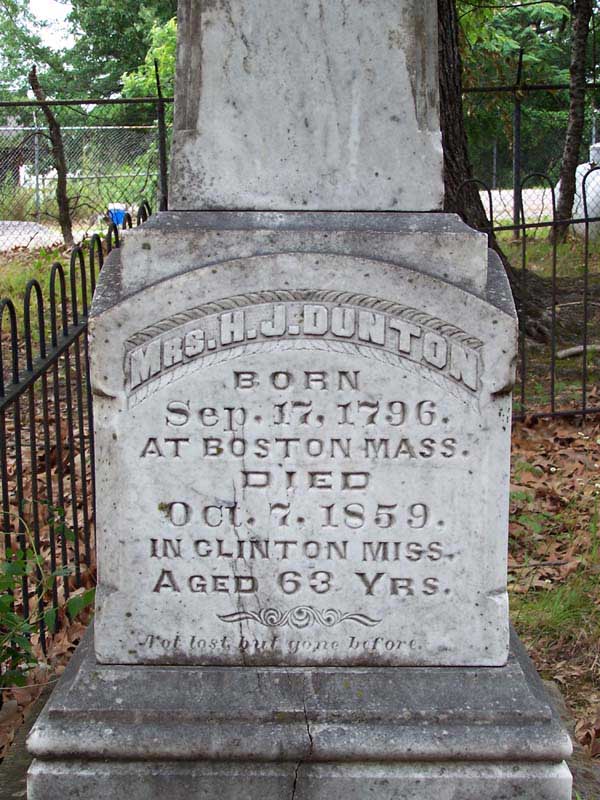 MRS. H. J. DUNTON
BORN
Sep. 17, 1796.
AT BOSTON MASS.
DIED
Oct. 7. 1859.
IN CLINTON MISS.
AGED 63 YRS.
Not lost but gone before.